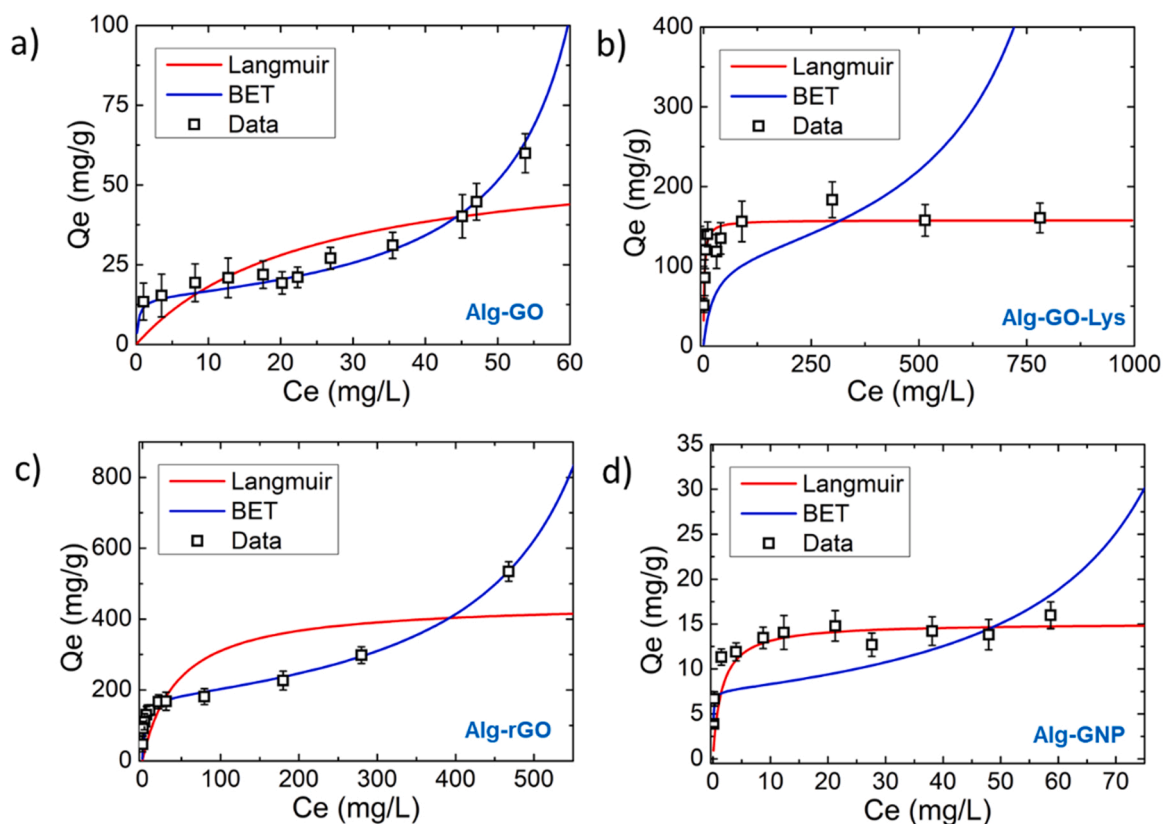 a)
100
75
50
25
0
Qe (mg/g)
Langmuir
BET
Data
Alg-GO
0 10 20 30 40 50 60
Ce (mg/L)
b)
400
300
200
100
0
Qe (mg/g)
Langmuir
BET
Data
Alg-GO-Lys
0 250 500 750 1000
Ce (mg/L)
c)
800
600
400
200
0
Qe (mg/g)
Langmuir
BET
Data
Alg-rGO
0 100 200 300 400 500
Ce (mg/L)
d)
35
30
25
20
15
10
5
0
Qe (mg/g)
Langmuir
BET
Data
Alg-GNP
0 10 20 30 40 50 60 70
Ce (mg/L)